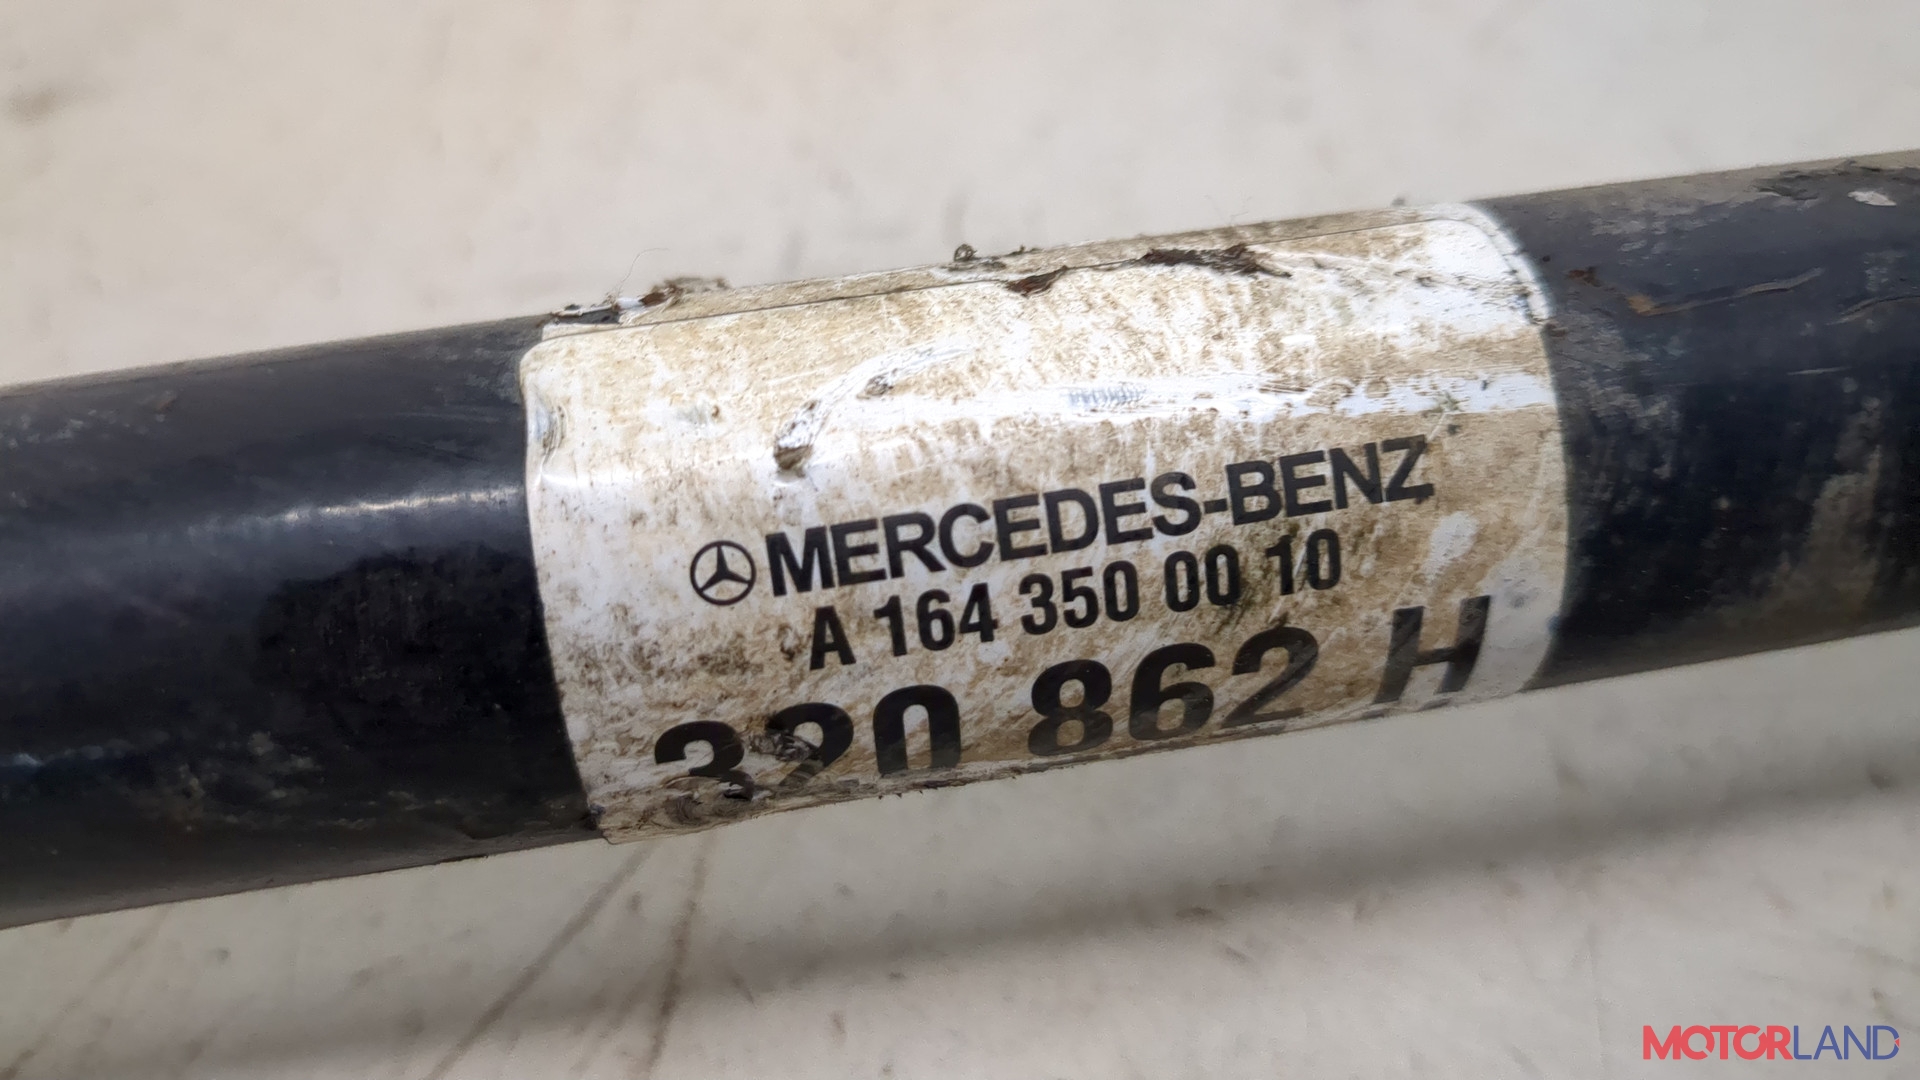 MERCEDES-BENZ
A 164 350 00 10
320 862 H
MOTORLAND